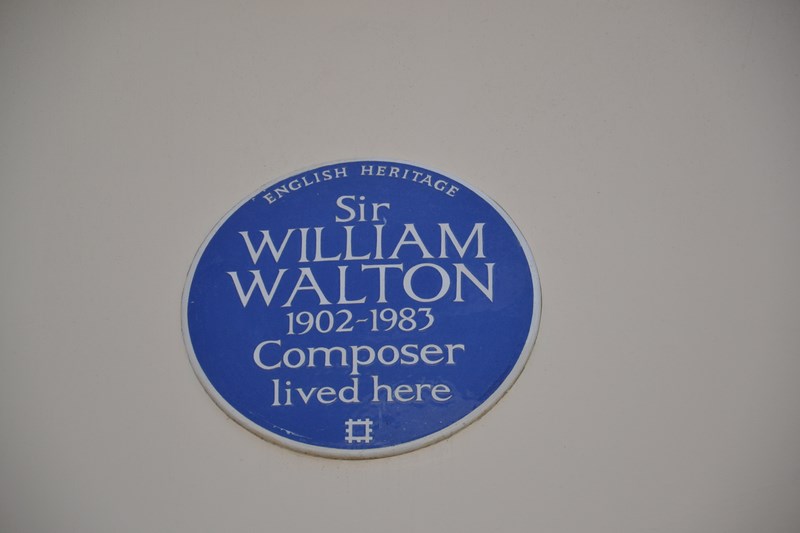 ENGLISH HERITAGE
Sir
WILLIAM
WALTON
1902-1983
Composer
lived here